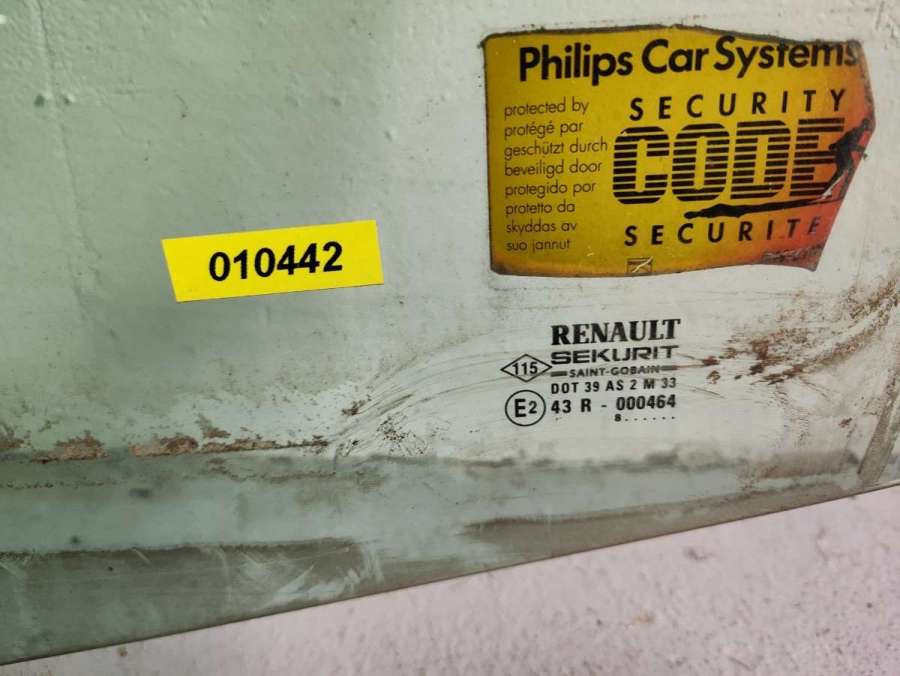 Philips Car Systems
protected by
protégé par
geschützt durch
beveiligd door
protegido por
protetto da
skyddas av
suo jannut
SECURITY
CODE
SECURITE
010442
RENAULT
115 SEKURIT
SAINT-GOBAIN
DOT 39 AS 2 M 33
E2 43 R - 000464
8......